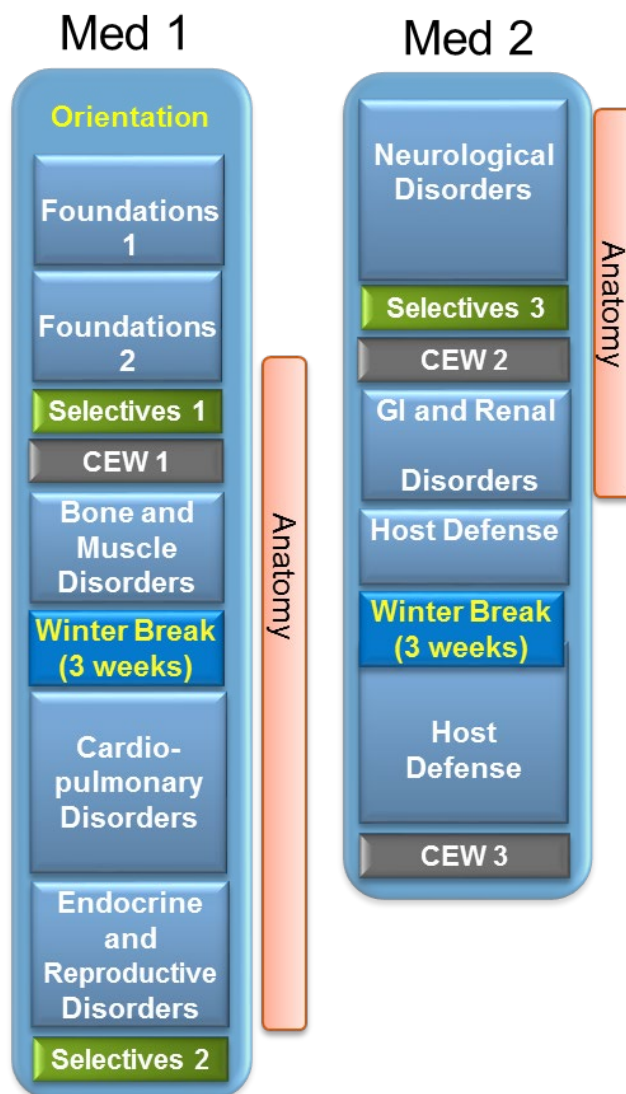 Med 1
Orientation
Foundations
1
Foundations
2
Selectives 1
CEW 1
Bone and
Muscle
Disorders
Winter Break
(3 weeks)
Cardio-
pulmonary
Disorders
Endocrine
and
Reproductive
Disorders
Selectives 2
Anatomy
Med 2
Neurological
Disorders
Selectives 3
CEW 2
GI and Renal
Disorders
Host Defense
Winter Break
(3 weeks)
Host
Defense
CEW 3
Anatomy